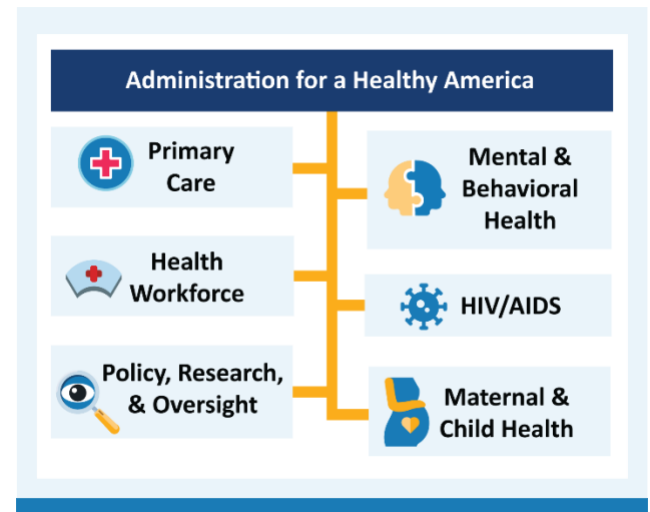 Administration for a Healthy America
Primary
Care
Health
Workforce
Policy, Research,
& Oversight
Mental &
Behavioral
Health
HIV/AIDS
Maternal &
Child Health